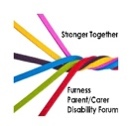 Stronger Together
Furness
Parent/Carer
Disability Forum